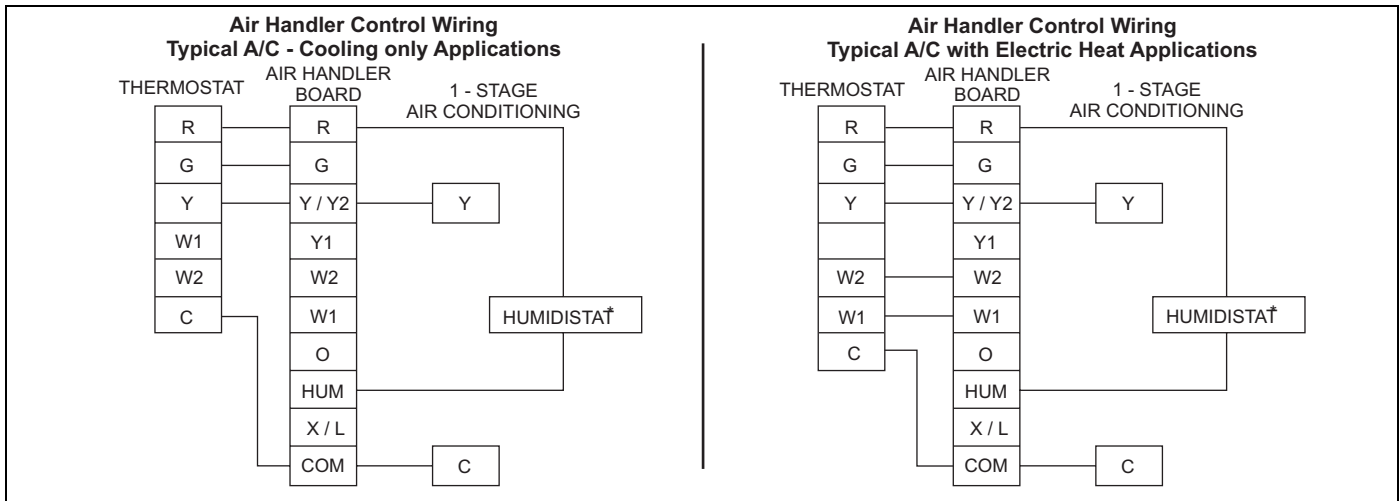 Air Handler Control Wiring
Typical A/C - Cooling only Applications
THERMOSTAT
AIR HANDLER
BOARD
1 - STAGE
AIR CONDITIONING
R
G
Y
W1
W2
C
R
G
Y / Y2
Y1
W2
W1
O
HUM
X / L
COM
Y
HUMIDISTAT*
C
Air Handler Control Wiring
Typical A/C with Electric Heat Applications
THERMOSTAT
AIR HANDLER
BOARD
1 - STAGE
AIR CONDITIONING
R
G
Y
W2
W1
C
R
G
Y / Y2
Y1
W2
W1
O
HUM
X / L
COM
Y
HUMIDISTAT*
C